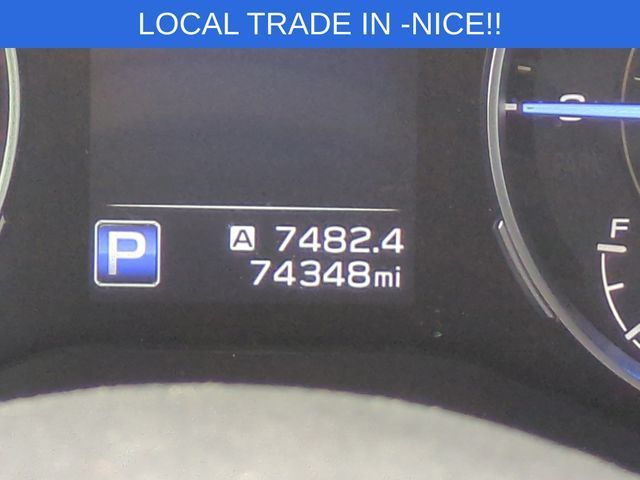 LOCAL TRADE IN -NICE!!
P
A 7482.4
74348mi
F